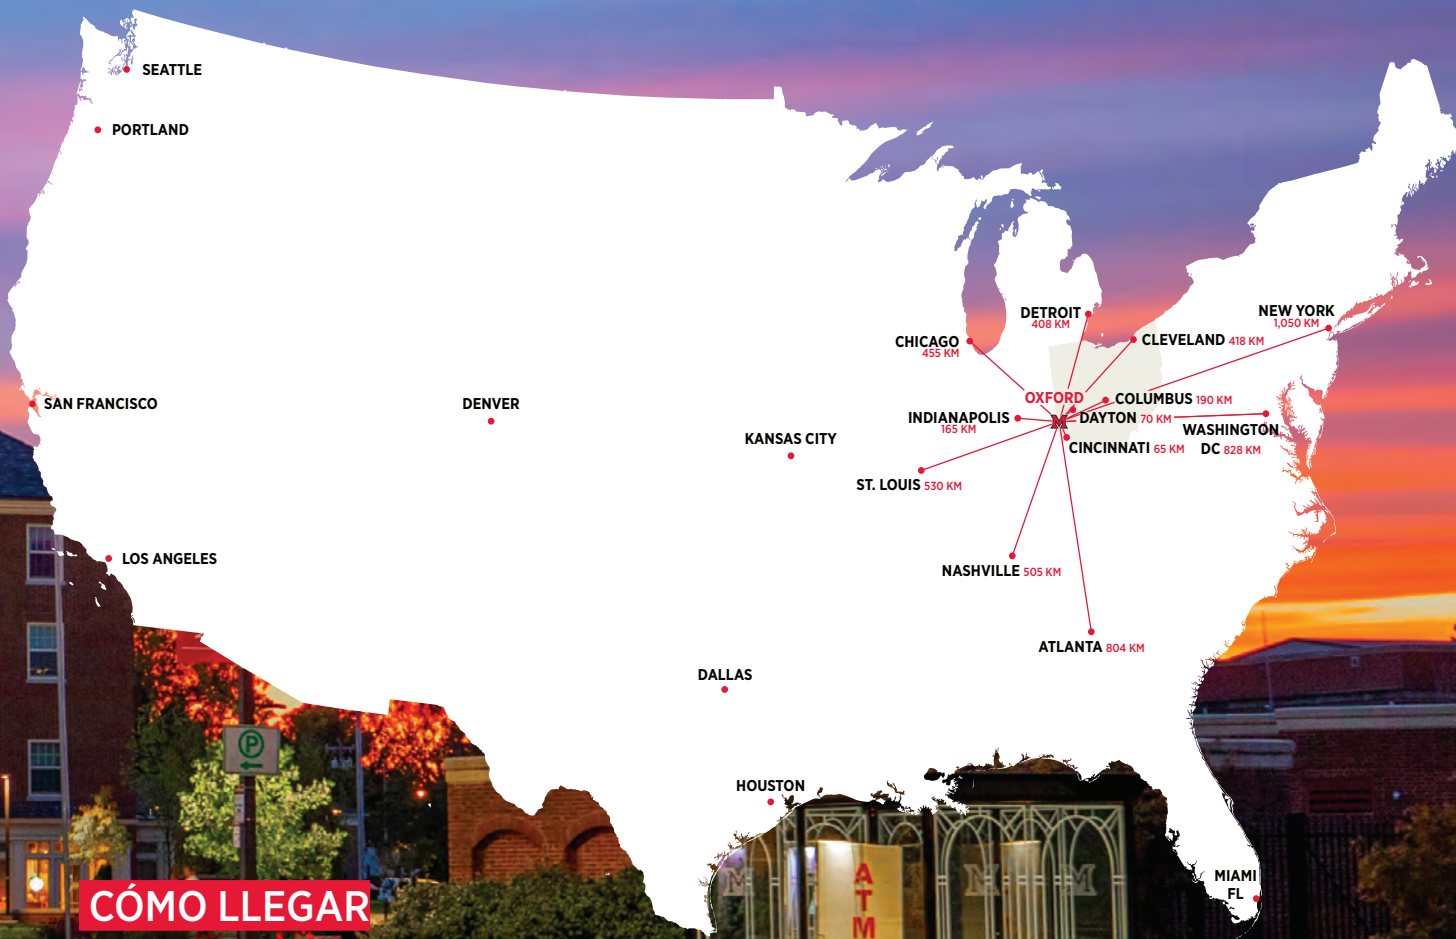 SEATTLE
PORTLAND
NEW YORK
1,050 KM
DETROIT
408 KM
CLEVELAND 418 KM
CHICAGO
455 KM
OXFORD
COLUMBUS 190 KM
SAN FRANCISCO
DENVER
INDIANAPOLIS
165 KM
M
DAYTON 70 KM
WASHINGTON
DC 828 KM
KANSAS CITY
CINCINNATI 65 KM
ST. LOUIS 530 KM
LOS ANGELES
NASHVILLE 505 KM
ATLANTA 804 KM
DALLAS
P
HOUSTON
MIAMI
FL
ATM
M
M
M
CÓMO LLEGAR